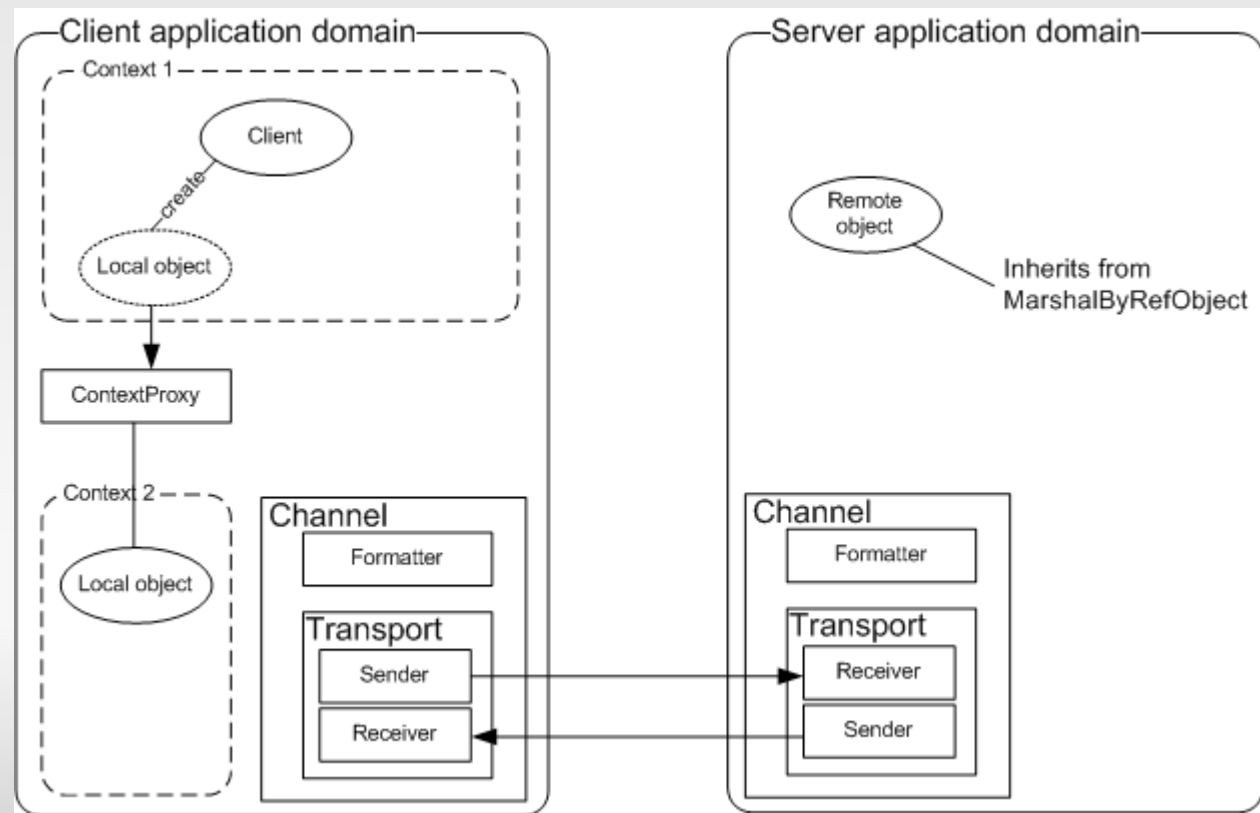 Client application domain
Context 1
Client
create
Local object
ContextProxy
Context 2
Local object
Channel
Formatter
Transport
Sender
Receiver
Server application domain
Remote
object
Inherits from
MarshalByRefObject
Channel
Formatter
Transport
Receiver
Sender